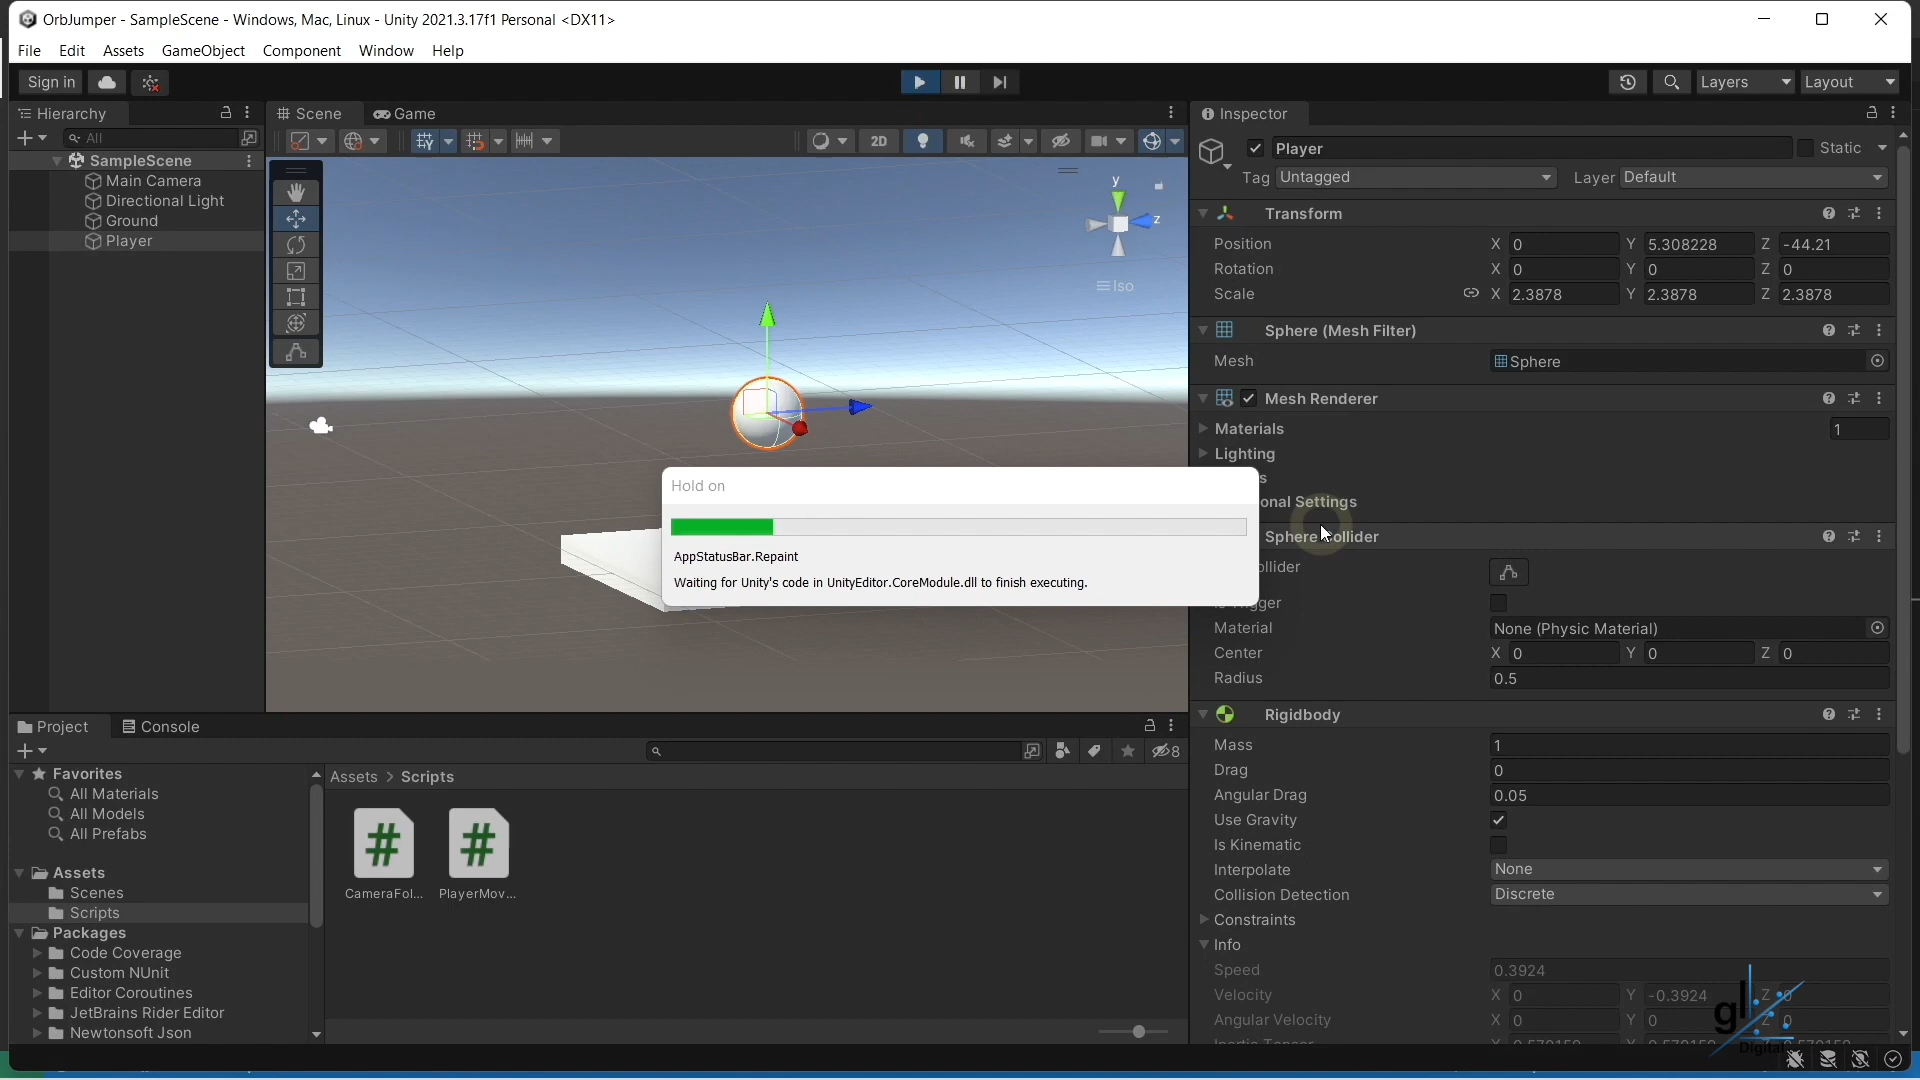 OrbJumper - SampleScene - Windows, Mac, Linux - Unity 2021.3.17f1 Personal <DX11>
File Edit Assets GameObject Component Window Help
Sign in Layers Layout
Hierarchy Scene Game Inspector
All 2D
SampleScene
Main Camera
Directional Light
Ground
Player
y
z
Iso
Player Static
Tag Untagged Layer Default
Transform
Position X 0 Y 5.308228 Z -44.21
Rotation X 0 Y 0 Z 0
Scale X 2.3878 Y 2.3878 Z 2.3878
Sphere (Mesh Filter)
Mesh Sphere
Mesh Renderer
Materials 1
Lighting
s
onal Settings
Hold on
AppStatusBar.Repaint
Waiting for Unity's code in UnityEditor.CoreModule.dll to finish executing.
Sphere Collider
ollider
Is Trigger
Material None (Physic Material)
Center X 0 Y 0 Z 0
Radius 0.5
Rigidbody
Mass 1
Drag 0
Angular Drag 0.05
Use Gravity
Is Kinematic
Interpolate None
Collision Detection Discrete
Constraints
Info
Speed 0.3924
Velocity X 0 Y -0.3924 Z 0
Angular Velocity X 0 Y 0 Z 0
Project Console
8
Favorites
All Materials
All Models
All Prefabs
Assets
Scenes
Scripts
Packages
Code Coverage
Custom NUnit
Editor Coroutines
JetBrains Rider Editor
Newtonsoft Json
Assets > Scripts
CameraFol... PlayerMov...
gl
Digital